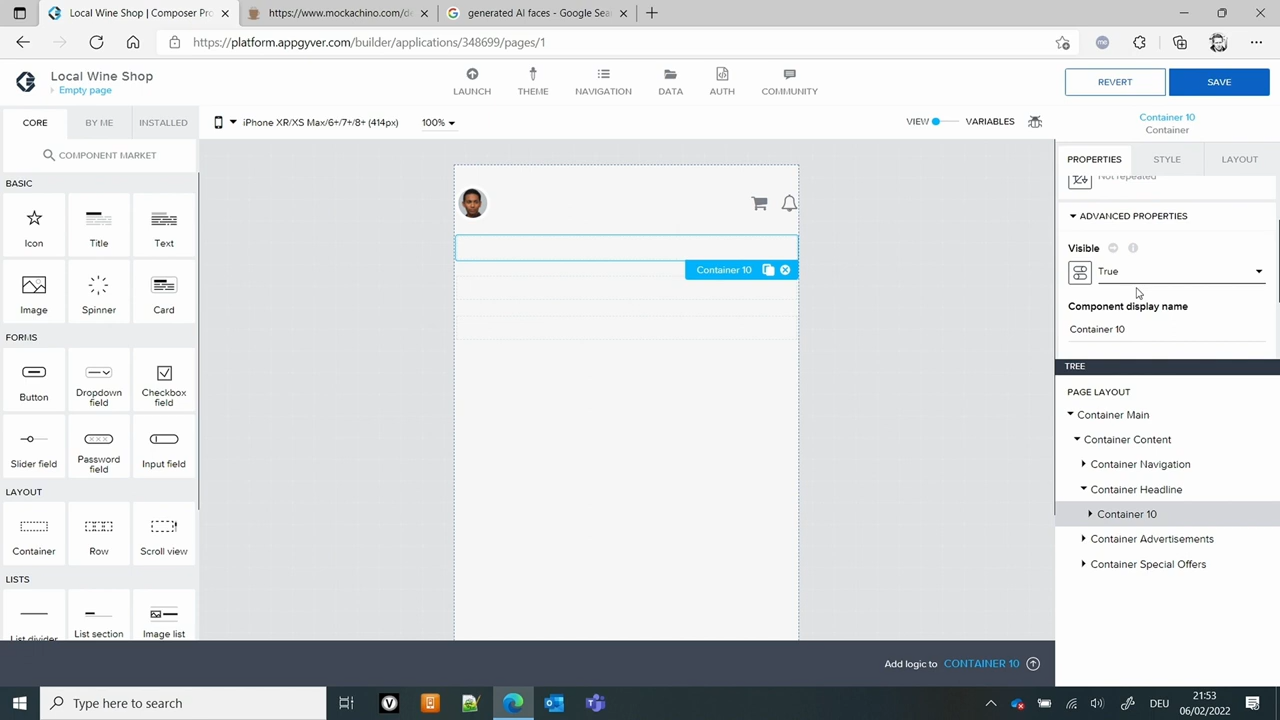 Local Wine Shop | Composer Pro
https://www.mockachino.com/de
generated AI faces - Google Sea
https://platform.appgyver.com/builder/applications/348699/pages/1
Local Wine Shop
Empty page
LAUNCH
THEME
NAVIGATION
DATA
AUTH
COMMUNITY
REVERT
SAVE
CORE
BY ME
INSTALLED
iPhone XR/XS Max/6+/7+/8+ (414px)
100%
VIEW
VARIABLES
Container 10
Container
COMPONENT MARKET
PROPERTIES
STYLE
LAYOUT
BASIC
Not repeated
Icon
Title
Text
ADVANCED PROPERTIES
Visible
True
Container 10
Image
Spinner
Card
Component display name
Container 10
FORMS
TREE
Button
Dropdown field
Checkbox field
PAGE LAYOUT
Container Main
Container Content
Slider field
Password field
Input field
Container Navigation
Container Headline
LAYOUT
Container 10
Container
Row
Scroll view
Container Advertisements
Container Special Offers
LISTS
List divider
List section
Image list
Add logic to CONTAINER 10
Type here to search
V
DEU
21:53
06/02/2022